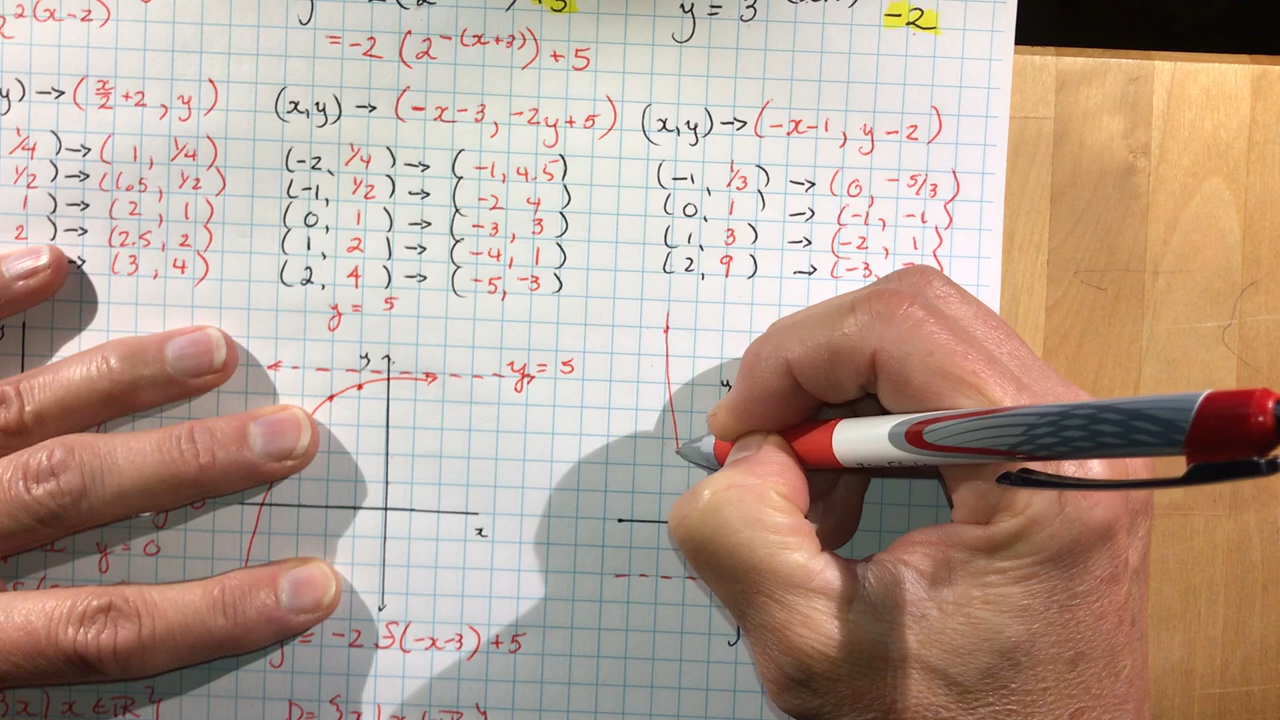 2(x-2)
y = 3
-2
= -2 (2^-(x+3)) + 5
y) → (x/2 + 2, y)
(x,y) → (-x-3, -2y+5)
(x,y) → (-x-1, y-2)
1/4 ) → (1, 1/4)
1/2 ) → (1.5, 1/2)
1 ) → (2, 1)
2 ) → (2.5, 2)
→ (3, 4)
(-2, 1/4) → (-1, 4.5)
(-1, 1/2) → (-2 4)
(0, 1) → (-3, 3)
(1, 2) → (-4, 1)
(2, 4) → (-5, -3)
(-1, 1/3) → (0, -5/3)
(0, 1) → (-1, -1)
(1, 3) → (-2, 1)
(2, 9) → (-3,
y = 5
y
y = 5
x
y = 0
= -2 f(-x-3) + 5
x | x ∈ ℝ}
D = {x | x ∈ ℝ}